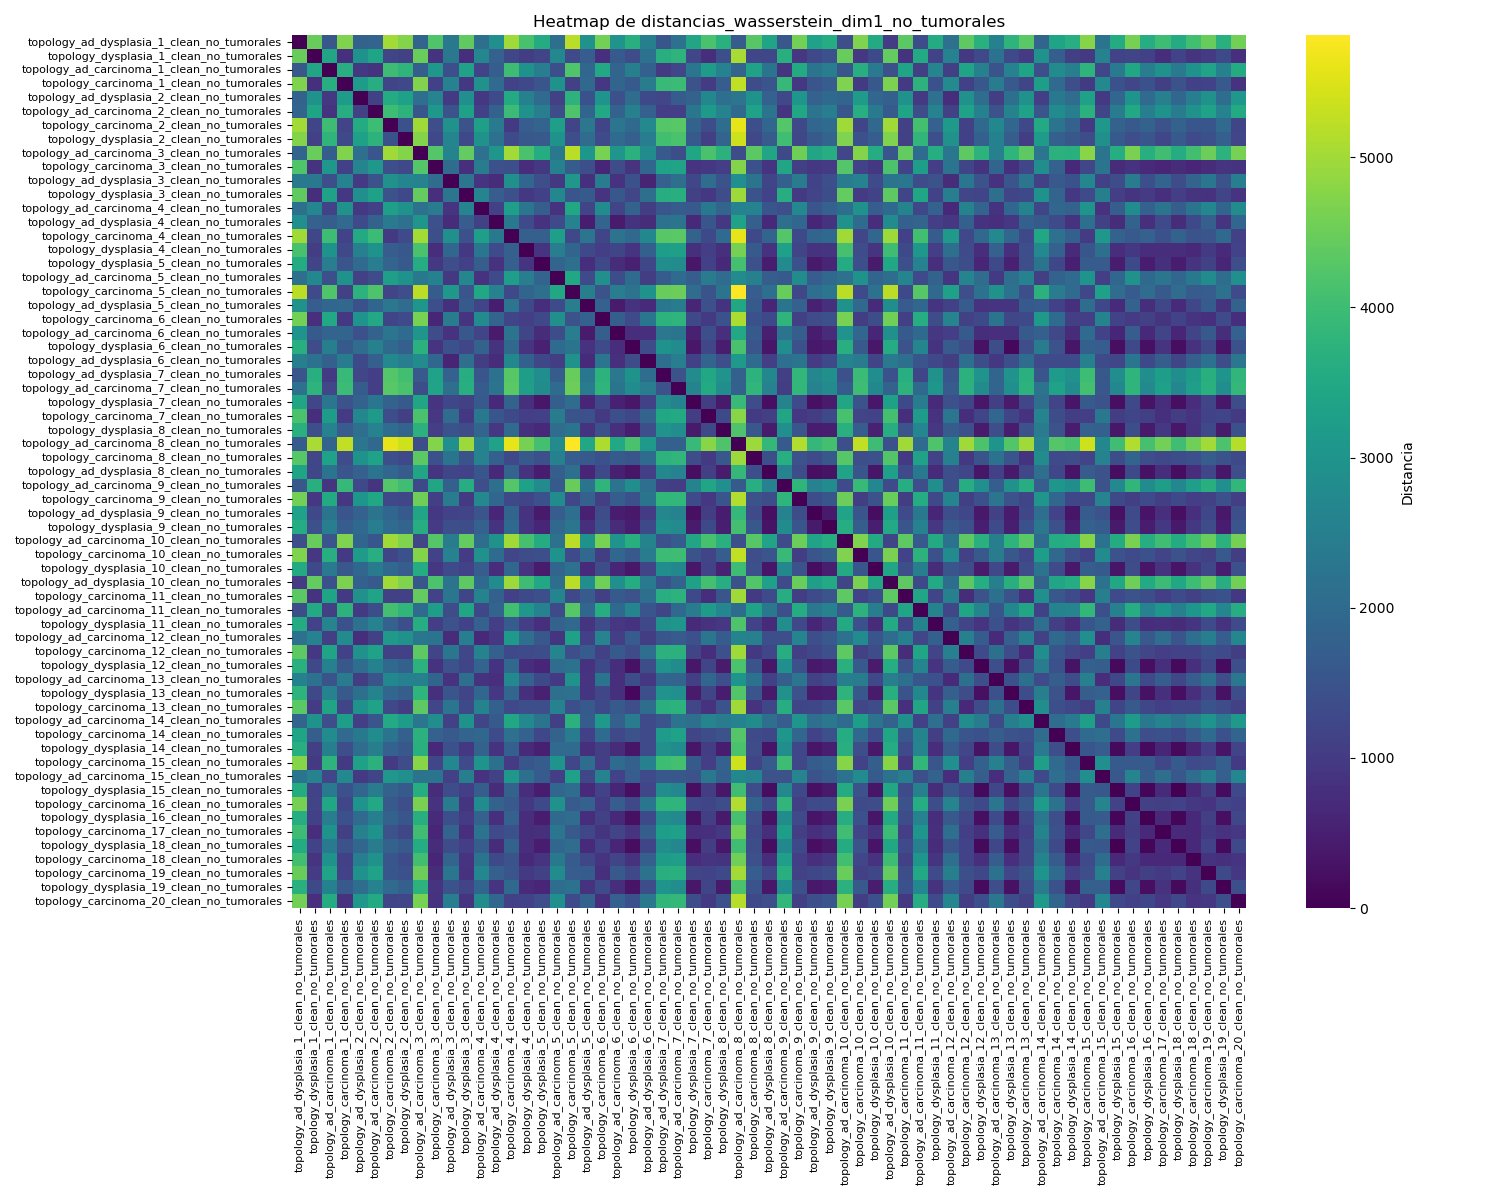 Heatmap de distancias_wasserstein_dim1_no_tumorales
topology_ad_dysplasia_1_clean_no_tumorales
topology_dysplasia_1_clean_no_tumorales
topology_ad_carcinoma_1_clean_no_tumorales
topology_carcinoma_1_clean_no_tumorales
topology_ad_dysplasia_2_clean_no_tumorales
topology_ad_carcinoma_2_clean_no_tumorales
topology_carcinoma_2_clean_no_tumorales
topology_dysplasia_2_clean_no_tumorales
topology_ad_carcinoma_3_clean_no_tumorales
topology_carcinoma_3_clean_no_tumorales
topology_ad_dysplasia_3_clean_no_tumorales
topology_dysplasia_3_clean_no_tumorales
topology_ad_carcinoma_4_clean_no_tumorales
topology_ad_dysplasia_4_clean_no_tumorales
topology_carcinoma_4_clean_no_tumorales
topology_dysplasia_4_clean_no_tumorales
topology_dysplasia_5_clean_no_tumorales
topology_ad_carcinoma_5_clean_no_tumorales
topology_carcinoma_5_clean_no_tumorales
topology_ad_dysplasia_5_clean_no_tumorales
topology_carcinoma_6_clean_no_tumorales
topology_ad_carcinoma_6_clean_no_tumorales
topology_dysplasia_6_clean_no_tumorales
topology_ad_dysplasia_6_clean_no_tumorales
topology_ad_dysplasia_7_clean_no_tumorales
topology_ad_carcinoma_7_clean_no_tumorales
topology_dysplasia_7_clean_no_tumorales
topology_carcinoma_7_clean_no_tumorales
topology_dysplasia_8_clean_no_tumorales
topology_ad_carcinoma_8_clean_no_tumorales
topology_carcinoma_8_clean_no_tumorales
topology_ad_dysplasia_8_clean_no_tumorales
topology_ad_carcinoma_9_clean_no_tumorales
topology_carcinoma_9_clean_no_tumorales
topology_ad_dysplasia_9_clean_no_tumorales
topology_dysplasia_9_clean_no_tumorales
topology_ad_carcinoma_10_clean_no_tumorales
topology_carcinoma_10_clean_no_tumorales
topology_dysplasia_10_clean_no_tumorales
topology_ad_dysplasia_10_clean_no_tumorales
topology_carcinoma_11_clean_no_tumorales
topology_ad_carcinoma_11_clean_no_tumorales
topology_dysplasia_11_clean_no_tumorales
topology_ad_carcinoma_12_clean_no_tumorales
topology_carcinoma_12_clean_no_tumorales
topology_dysplasia_12_clean_no_tumorales
topology_ad_carcinoma_13_clean_no_tumorales
topology_dysplasia_13_clean_no_tumorales
topology_carcinoma_13_clean_no_tumorales
topology_ad_carcinoma_14_clean_no_tumorales
topology_carcinoma_14_clean_no_tumorales
topology_dysplasia_14_clean_no_tumorales
topology_carcinoma_15_clean_no_tumorales
topology_ad_carcinoma_15_clean_no_tumorales
topology_dysplasia_15_clean_no_tumorales
topology_carcinoma_16_clean_no_tumorales
topology_dysplasia_16_clean_no_tumorales
topology_carcinoma_17_clean_no_tumorales
topology_dysplasia_18_clean_no_tumorales
topology_carcinoma_18_clean_no_tumorales
topology_carcinoma_19_clean_no_tumorales
topology_dysplasia_19_clean_no_tumorales
topology_carcinoma_20_clean_no_tumorales
topology_ad_dysplasia_1_clean_no_tumorales
topology_dysplasia_1_clean_no_tumorales
topology_ad_carcinoma_1_clean_no_tumorales
topology_carcinoma_1_clean_no_tumorales
topology_ad_dysplasia_2_clean_no_tumorales
topology_ad_carcinoma_2_clean_no_tumorales
topology_carcinoma_2_clean_no_tumorales
topology_dysplasia_2_clean_no_tumorales
topology_ad_carcinoma_3_clean_no_tumorales
topology_carcinoma_3_clean_no_tumorales
topology_ad_dysplasia_3_clean_no_tumorales
topology_dysplasia_3_clean_no_tumorales
topology_ad_carcinoma_4_clean_no_tumorales
topology_ad_dysplasia_4_clean_no_tumorales
topology_carcinoma_4_clean_no_tumorales
topology_dysplasia_4_clean_no_tumorales
topology_dysplasia_5_clean_no_tumorales
topology_ad_carcinoma_5_clean_no_tumorales
topology_carcinoma_5_clean_no_tumorales
topology_ad_dysplasia_5_clean_no_tumorales
topology_carcinoma_6_clean_no_tumorales
topology_ad_carcinoma_6_clean_no_tumorales
topology_dysplasia_6_clean_no_tumorales
topology_ad_dysplasia_6_clean_no_tumorales
topology_ad_dysplasia_7_clean_no_tumorales
topology_ad_carcinoma_7_clean_no_tumorales
topology_dysplasia_7_clean_no_tumorales
topology_carcinoma_7_clean_no_tumorales
topology_dysplasia_8_clean_no_tumorales
topology_ad_carcinoma_8_clean_no_tumorales
topology_carcinoma_8_clean_no_tumorales
topology_ad_dysplasia_8_clean_no_tumorales
topology_ad_carcinoma_9_clean_no_tumorales
topology_carcinoma_9_clean_no_tumorales
topology_ad_dysplasia_9_clean_no_tumorales
topology_dysplasia_9_clean_no_tumorales
topology_ad_carcinoma_10_clean_no_tumorales
topology_carcinoma_10_clean_no_tumorales
topology_dysplasia_10_clean_no_tumorales
topology_ad_dysplasia_10_clean_no_tumorales
topology_carcinoma_11_clean_no_tumorales
topology_ad_carcinoma_11_clean_no_tumorales
topology_dysplasia_11_clean_no_tumorales
topology_ad_carcinoma_12_clean_no_tumorales
topology_carcinoma_12_clean_no_tumorales
topology_dysplasia_12_clean_no_tumorales
topology_ad_carcinoma_13_clean_no_tumorales
topology_dysplasia_13_clean_no_tumorales
topology_carcinoma_13_clean_no_tumorales
topology_ad_carcinoma_14_clean_no_tumorales
topology_carcinoma_14_clean_no_tumorales
topology_dysplasia_14_clean_no_tumorales
topology_carcinoma_15_clean_no_tumorales
topology_ad_carcinoma_15_clean_no_tumorales
topology_dysplasia_15_clean_no_tumorales
topology_carcinoma_16_clean_no_tumorales
topology_dysplasia_16_clean_no_tumorales
topology_carcinoma_17_clean_no_tumorales
topology_dysplasia_18_clean_no_tumorales
topology_carcinoma_18_clean_no_tumorales
topology_carcinoma_19_clean_no_tumorales
topology_dysplasia_19_clean_no_tumorales
topology_carcinoma_20_clean_no_tumorales
5000
4000
3000
2000
1000
0
Distancia